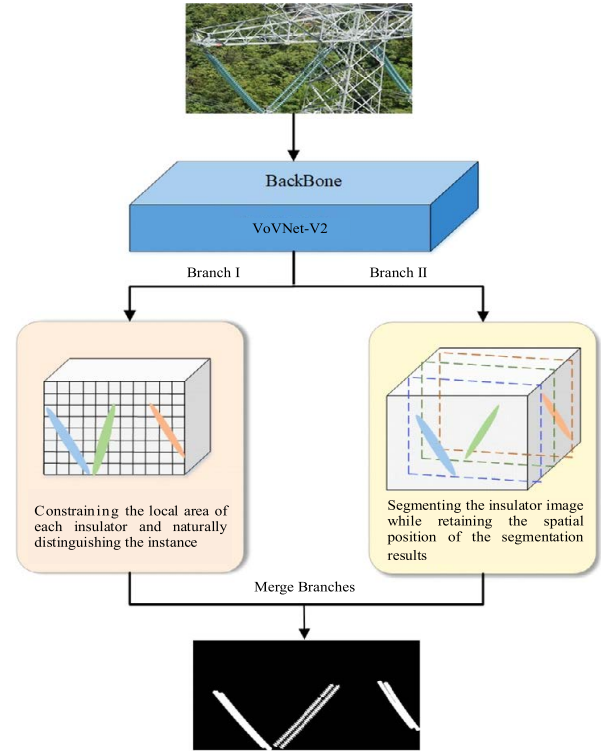 BackBone
VoVNet-V2
Branch I
Branch II
Constraining the local area of
each insulator and naturally
distinguishing the instance
Segmenting the insulator image
while retaining the spatial
position of the segmentation
results
Merge Branches